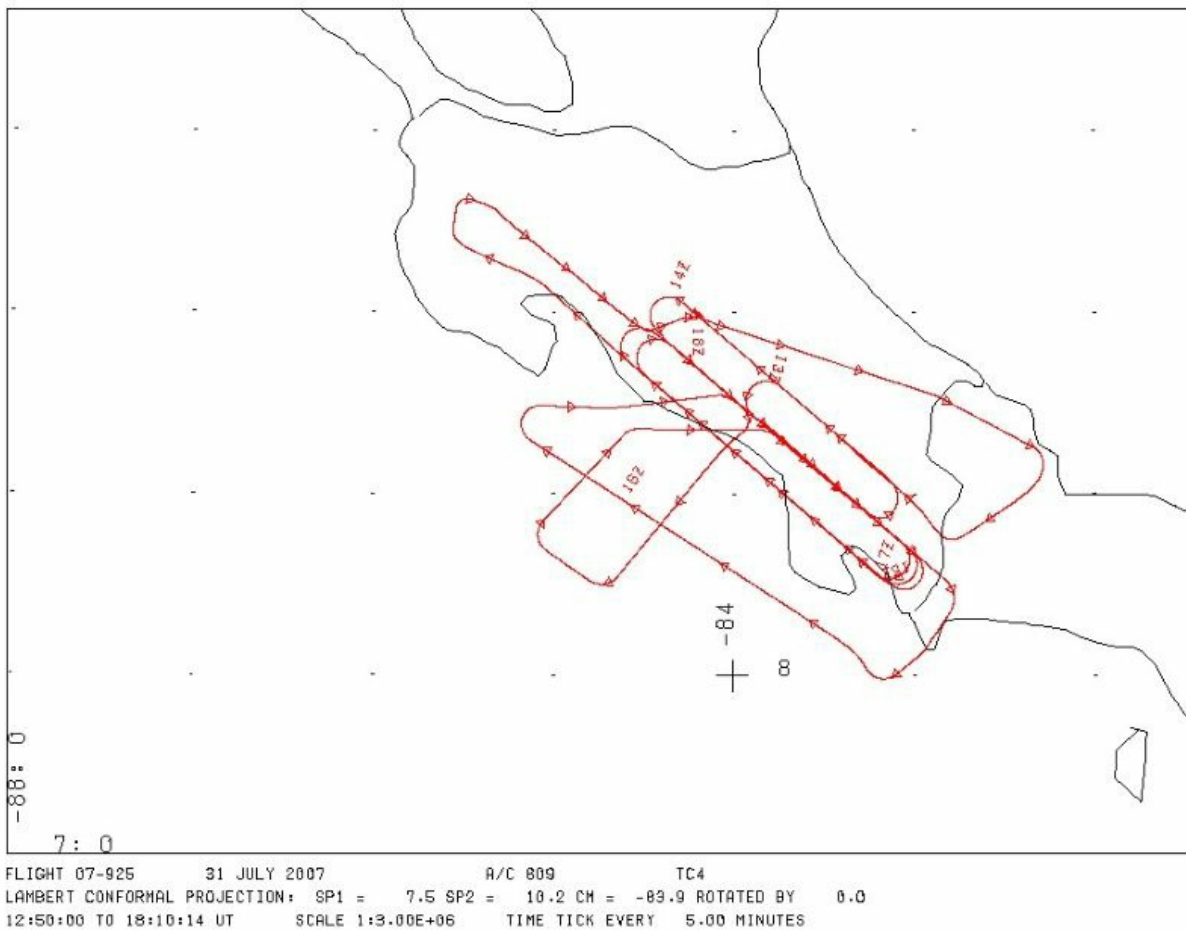 14Z
18Z
13Z
16Z
7Z
-84
8
-88: 0
7: 0
FLIGHT 07-925 31 JULY 2007 A/C 809 TC4
LAMBERT CONFORMAL PROJECTION: SP1 = 7.5 SP2 = 10.2 CM = -83.9 ROTATED BY 0.0
12:50:00 TO 18:10:14 UT SCALE 1:3.00E+06 TIME TICK EVERY 5.00 MINUTES